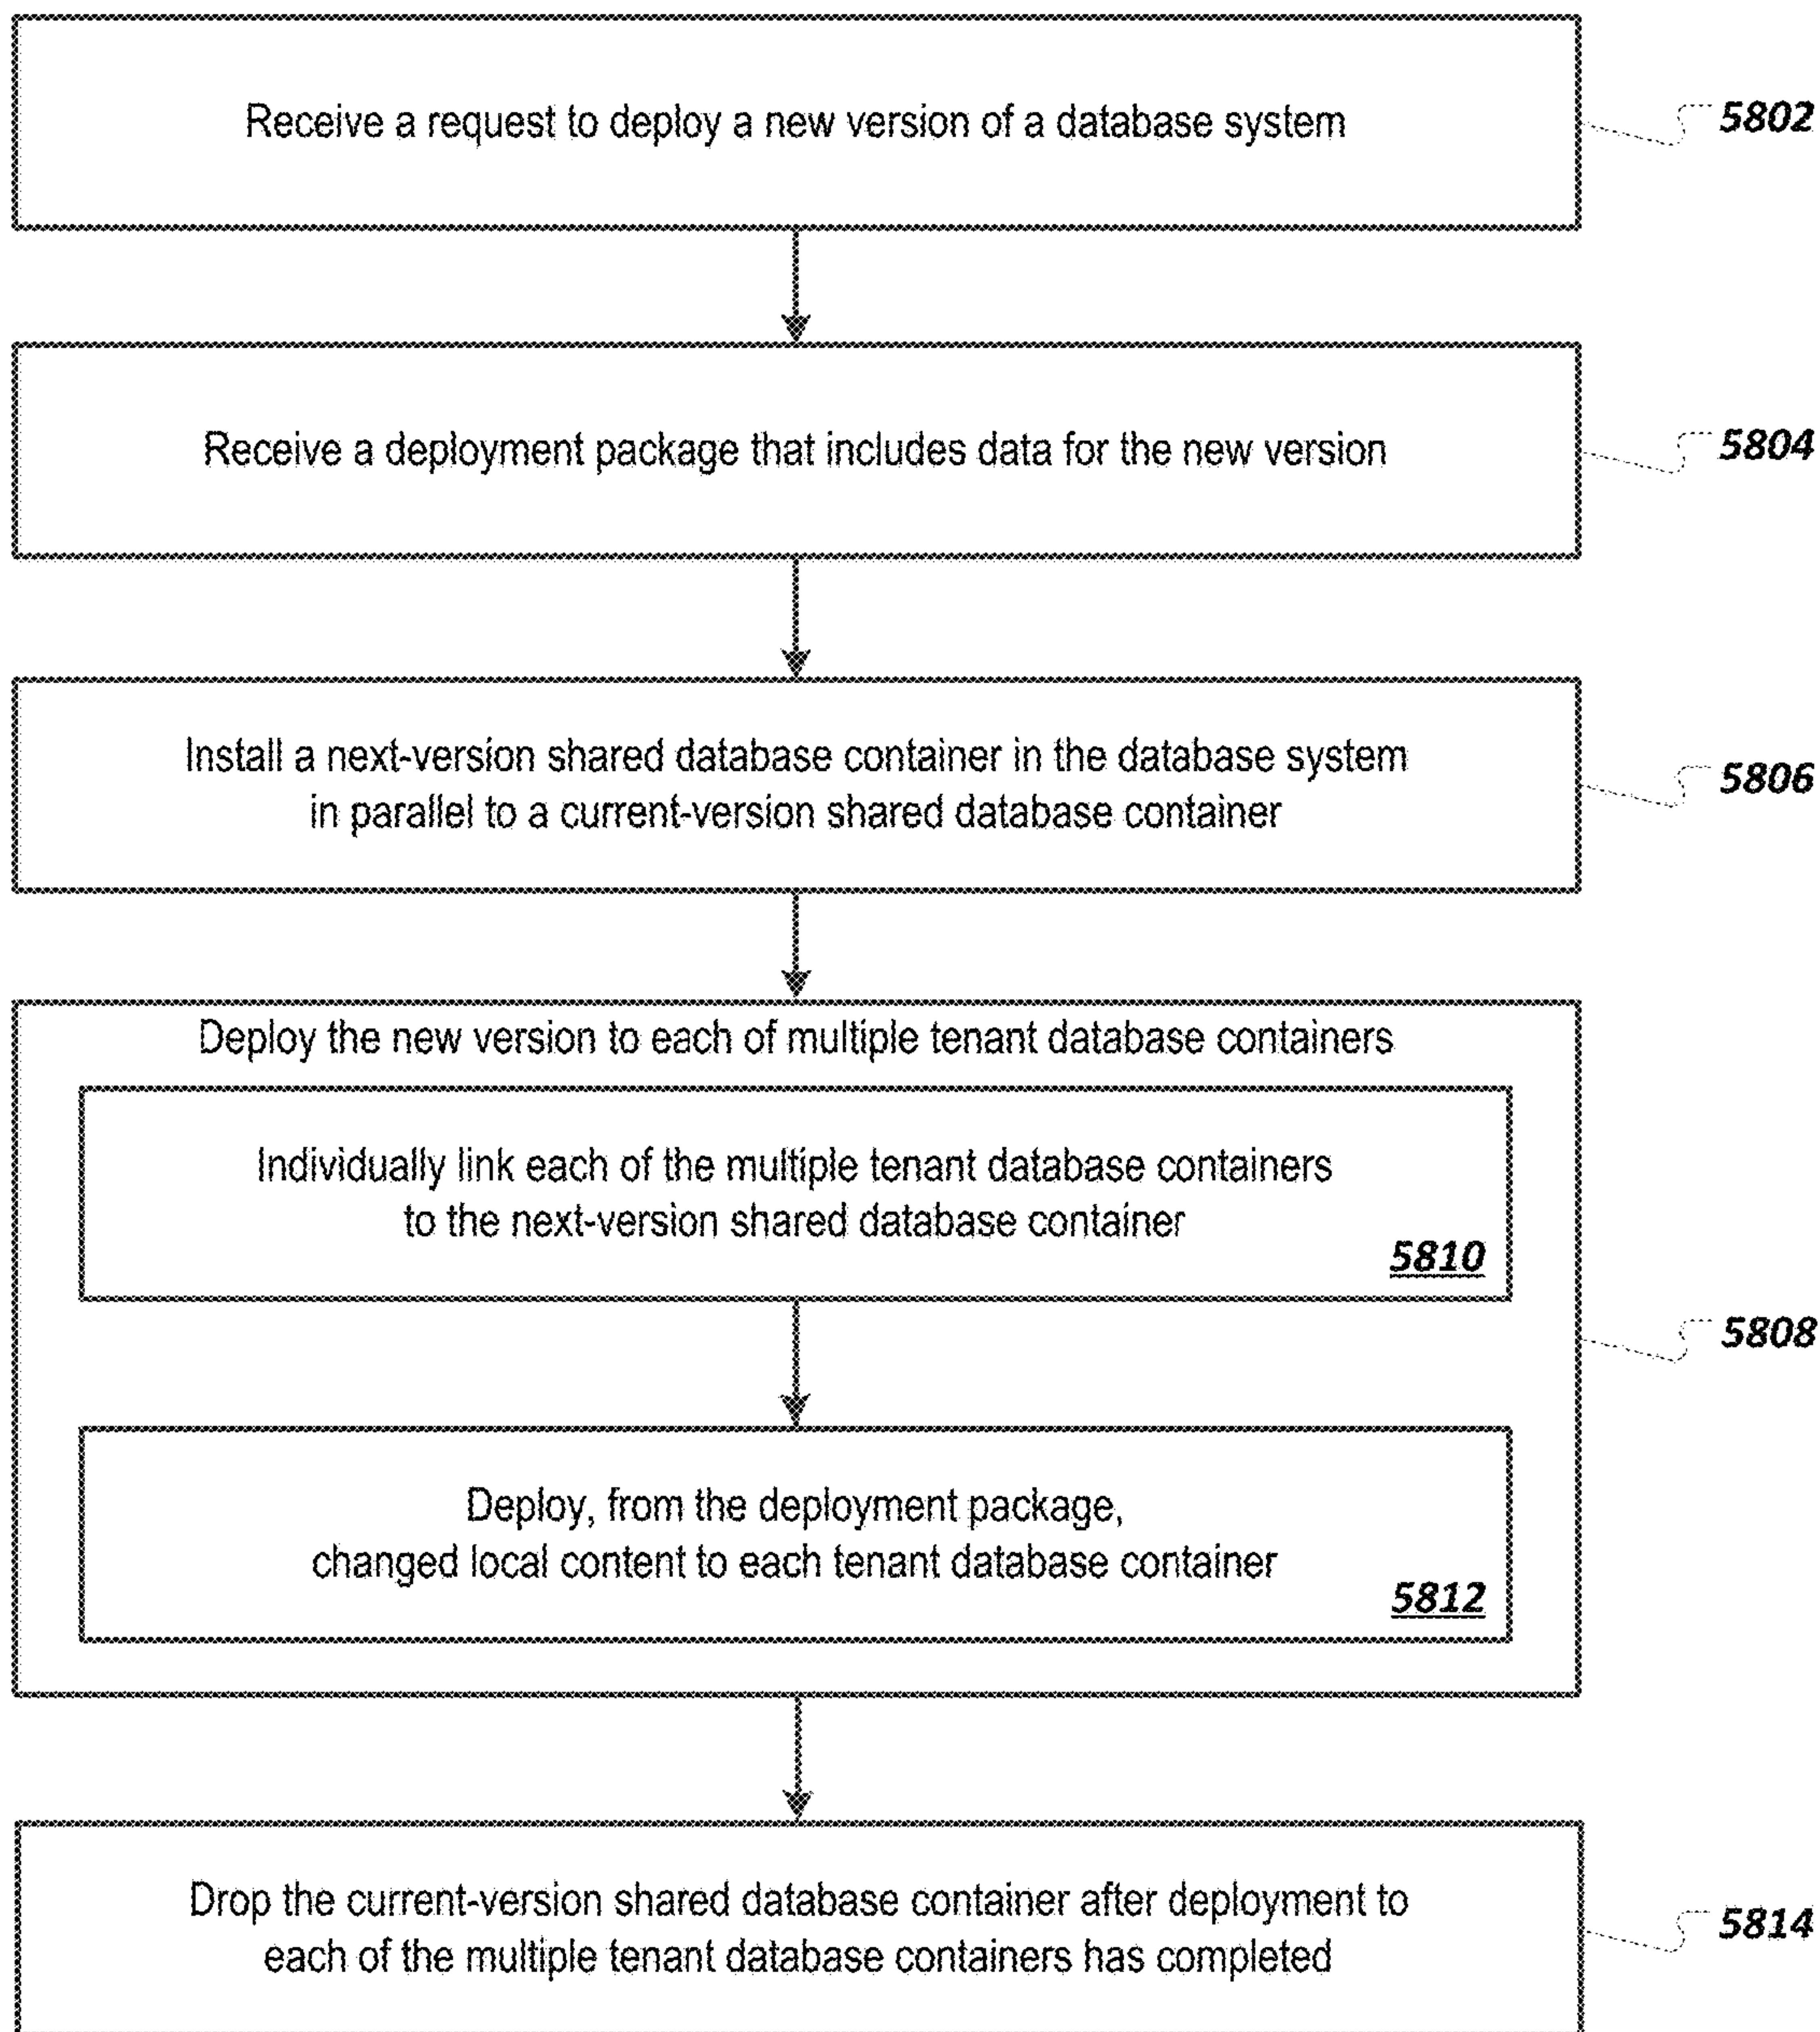 Receive a request to deploy a new version of a database system
5802
Receive a deployment package that includes data for the new version
5804
Install a next-version shared database container in the database system
in parallel to a current-version shared database container
5806
Deploy the new version to each of multiple tenant database containers
Individually link each of the multiple tenant database containers
to the next-version shared database container
5810
5808
Deploy, from the deployment package,
changed local content to each tenant database container
5812
Drop the current-version shared database container after deployment to
each of the multiple tenant database containers has completed
5814